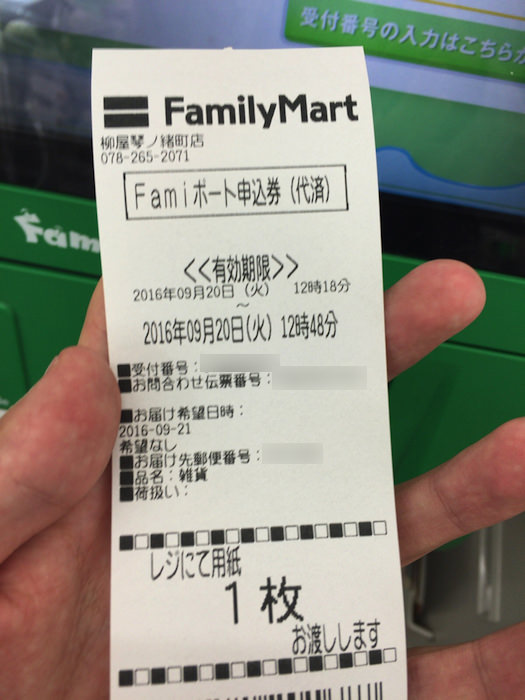 受付番号の入力はこちらか
Fam
FamilyMart
柳屋琴ノ緒町店
078-265-2071
Famiポート申込券(代済)
<<有効期限>>
2016年09月20日(火) 12時18分
~
2016年09月20日(火) 12時48分
■受付番号:
■お問合わせ伝票番号:
■お届け希望日時:
2016-09-21
希望なし
■お届け先郵便番号:
■品名:雑貨
■荷扱い:
レジにて用紙
1枚
お渡しします